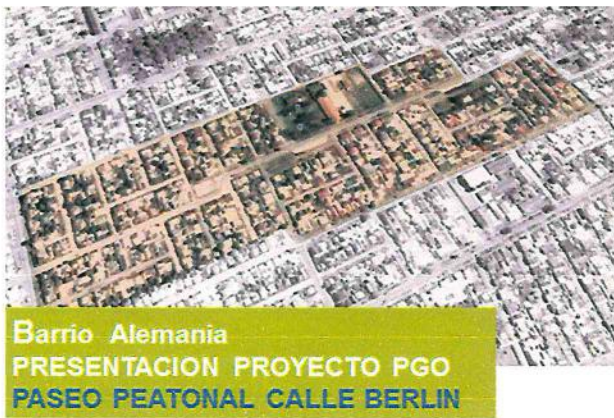 Barrio Alemania
PRESENTACION PROYECTO PGO
PASEO PEATONAL CALLE BERLIN